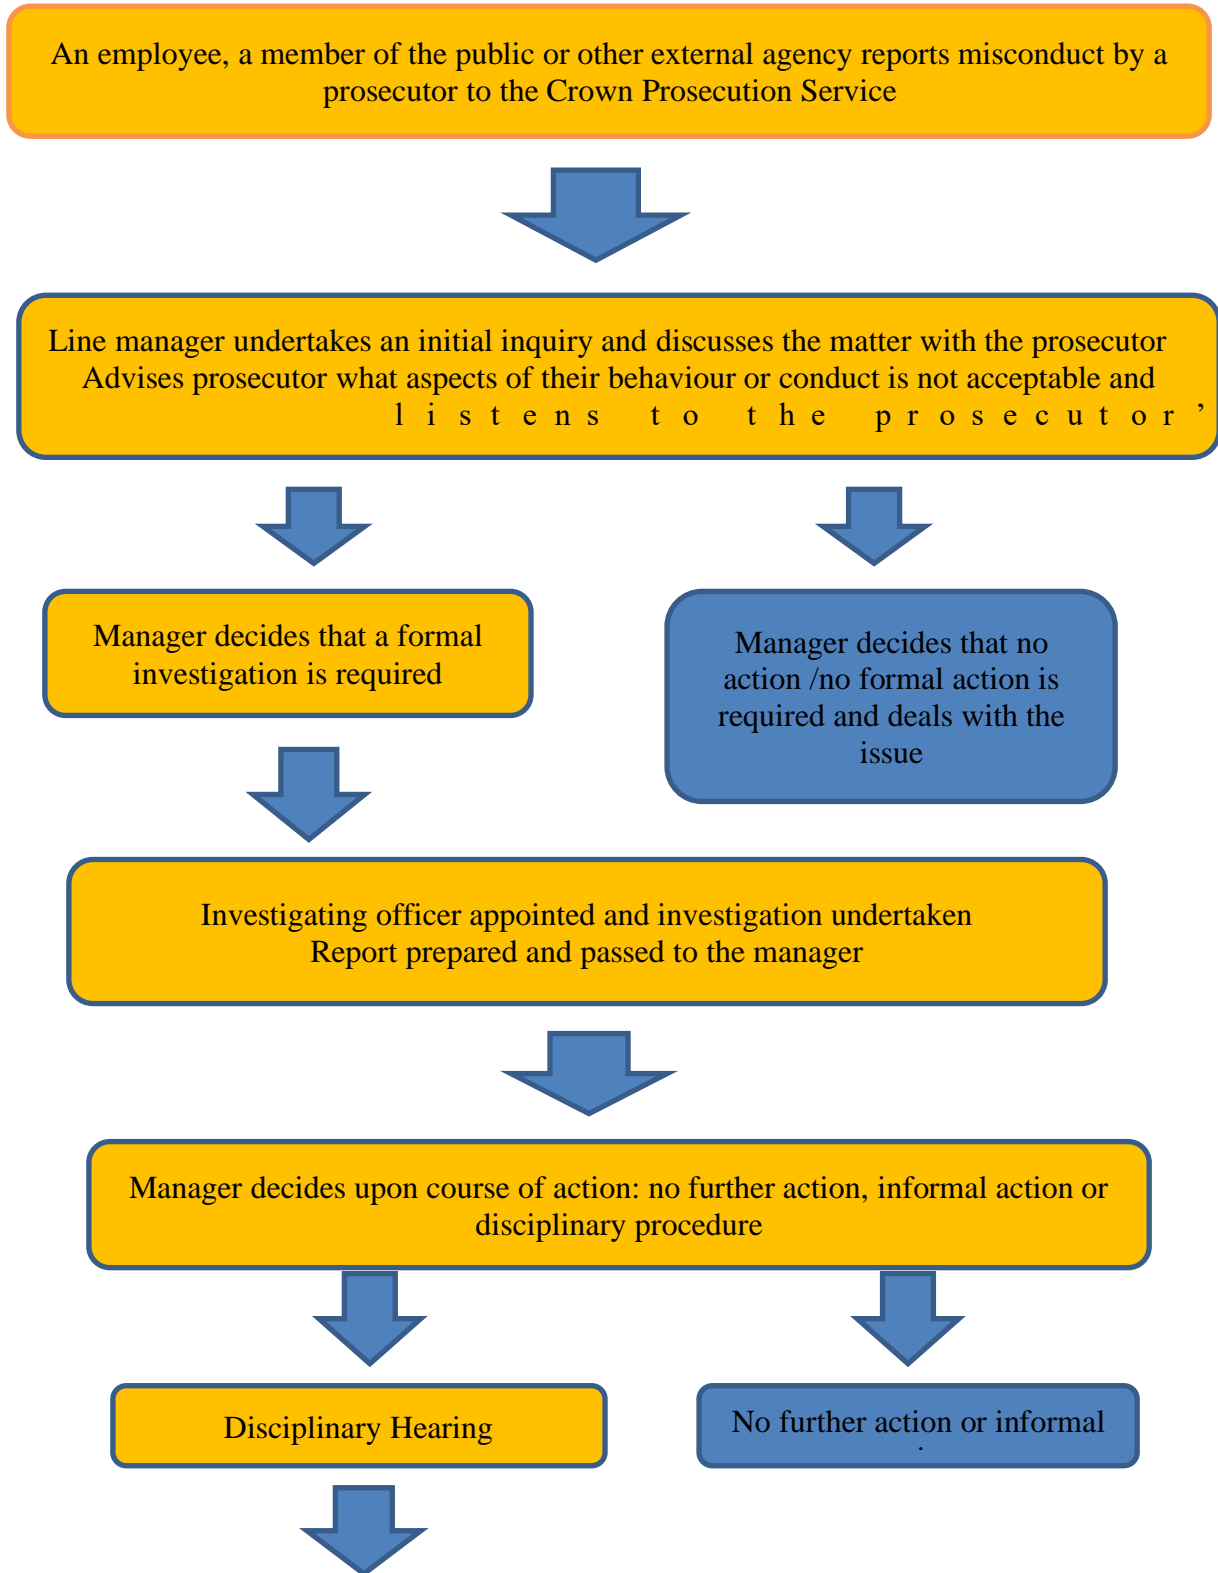 An employee, a member of the public or other external agency reports misconduct by a
prosecutor to the Crown Prosecution Service
Line manager undertakes an initial inquiry and discusses the matter with the prosecutor
Advises prosecutor what aspects of their behaviour or conduct is not acceptable and
listens to the prosecutor’
Manager decides that a formal
investigation is required
Manager decides that no
action /no formal action is
required and deals with the
issue
Investigating officer appointed and investigation undertaken
Report prepared and passed to the manager
Manager decides upon course of action: no further action, informal action or
disciplinary procedure
Disciplinary Hearing
No further action or informal